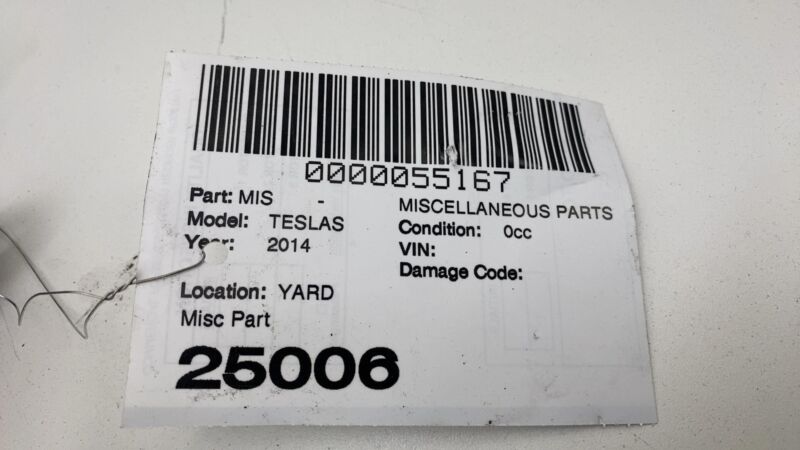 0000055167
Part: MIS - MISCELLANEOUS PARTS
Model: TESLAS Condition: 0cc
Year: 2014 VIN:
Damage Code:
Location: YARD
Misc Part
25006